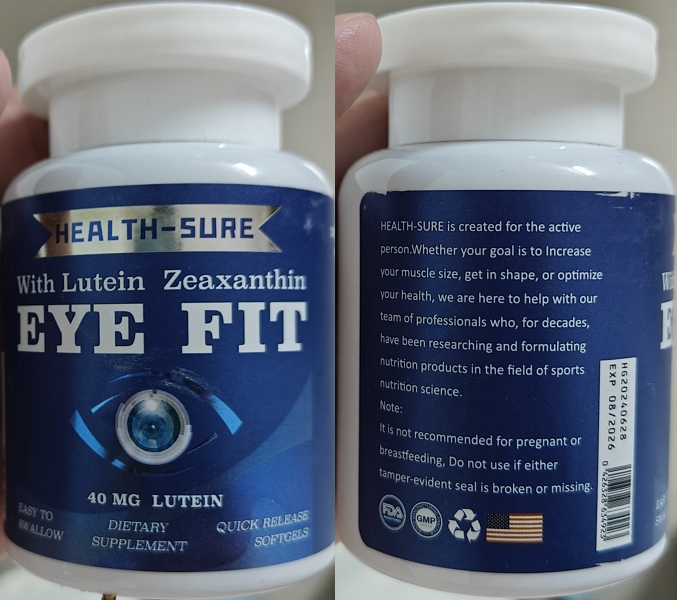 HEALTH-SURE
With Lutein Zeaxanthin
EYE FIT
40 MG LUTEIN
EASY TO
SWALLOW
DIETARY
SUPPLEMENT
QUICK RELEASE
SOFTGELS
HEALTH-SURE is created for the active
person.Whether your goal is to Increase
your muscle size, get in shape, or optimize
your health, we are here to help with our
team of professionals who, for decades,
have been researching and formulating
nutrition products in the field of sports
nutrition science.
Note:
It is not recommended for pregnant or
breastfeeding, Do not use if either
tamper-evident seal is broken or missing.
FDA
GMP
HG20240628
EXP 08/2026